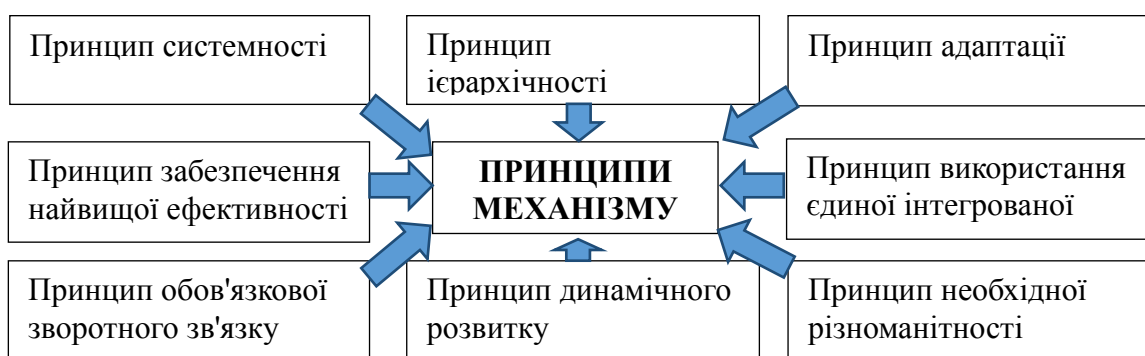 Принцип системності
Принцип
ієрархічності
Принцип адаптації
Принцип забезпечення
найвищої ефективності
ПРИНЦИПИ
МЕХАНІЗМУ
Принцип використання
єдиної інтегрованої
Принцип обов'язкової
зворотного зв'язку
Принцип динамічного
розвитку
Принцип необхідної
різноманітності